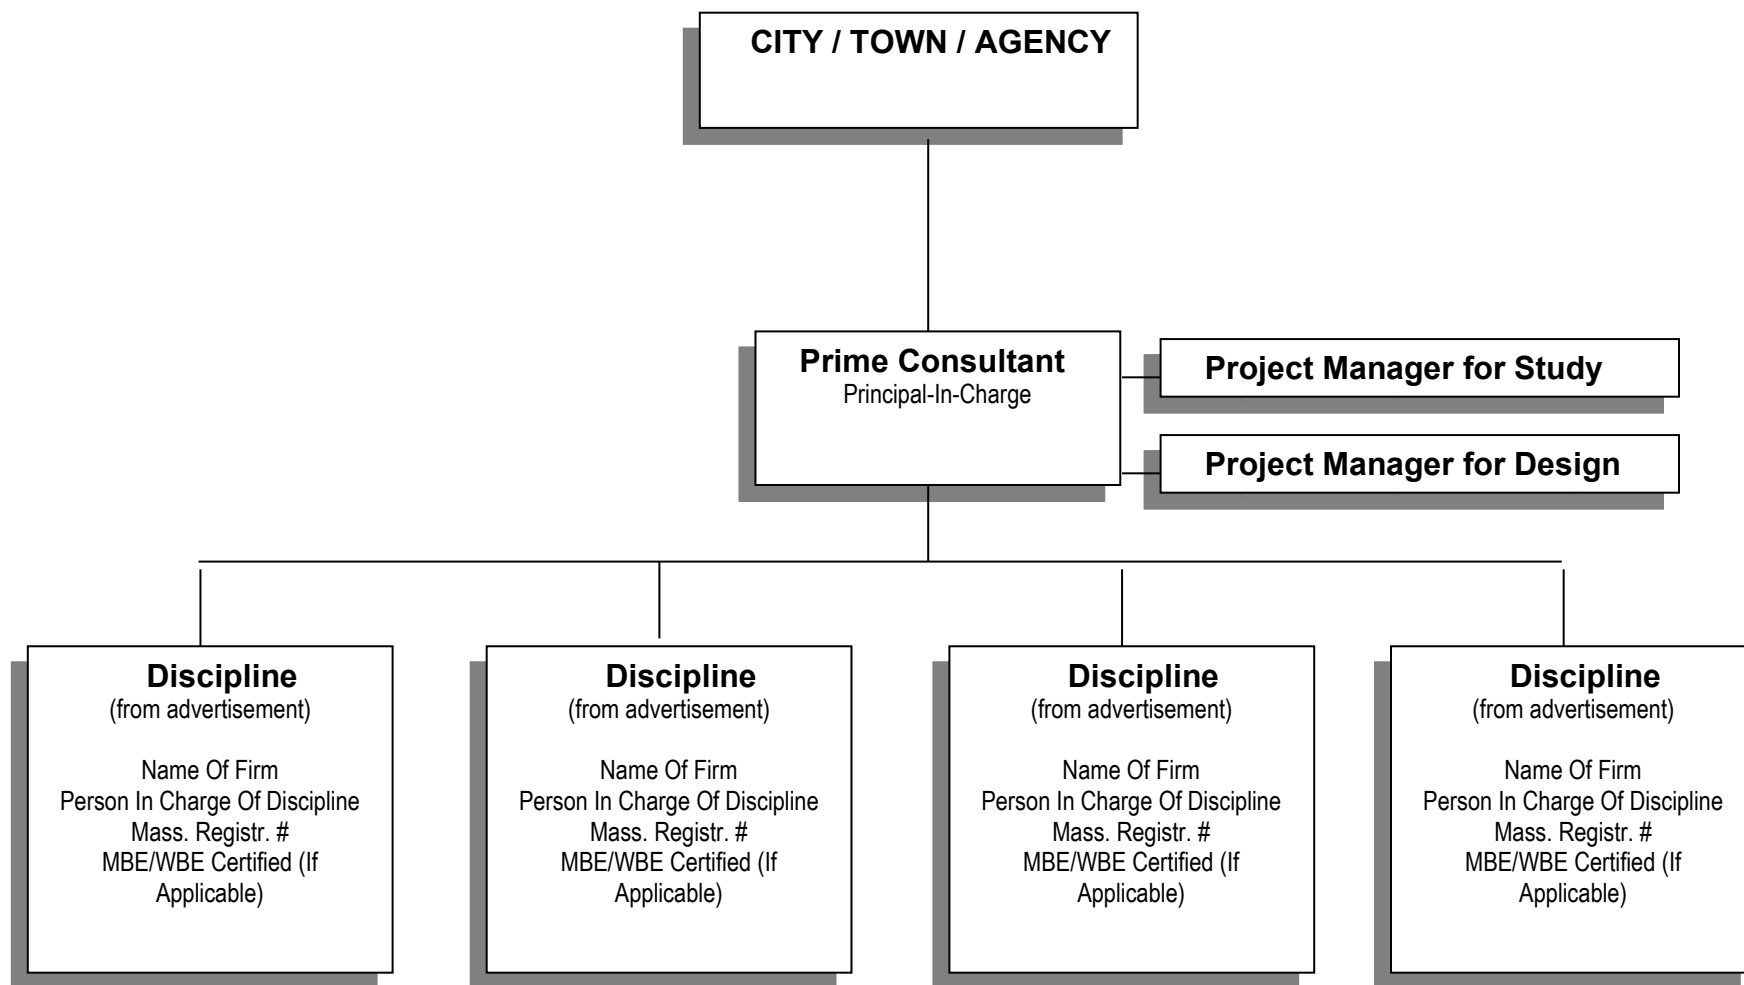 CITY / TOWN / AGENCY
Prime Consultant
Principal-In-Charge
Project Manager for Study
Project Manager for Design
Discipline
(from advertisement)
Name Of Firm
Person In Charge Of Discipline
Mass. Registr. #
MBE/WBE Certified (If
Applicable)
Discipline
(from advertisement)
Name Of Firm
Person In Charge Of Discipline
Mass. Registr. #
MBE/WBE Certified (If
Applicable)
Discipline
(from advertisement)
Name Of Firm
Person In Charge Of Discipline
Mass. Registr. #
MBE/WBE Certified (If
Applicable)
Discipline
(from advertisement)
Name Of Firm
Person In Charge Of Discipline
Mass. Registr. #
MBE/WBE Certified (If
Applicable)